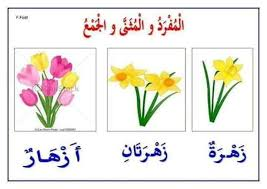 الْمُفْرَدُ و الْمُثَنَّى و الْجَمْعُ
زَهْرَةٌ زَهْرَتَانِ أَزْهَارٌ